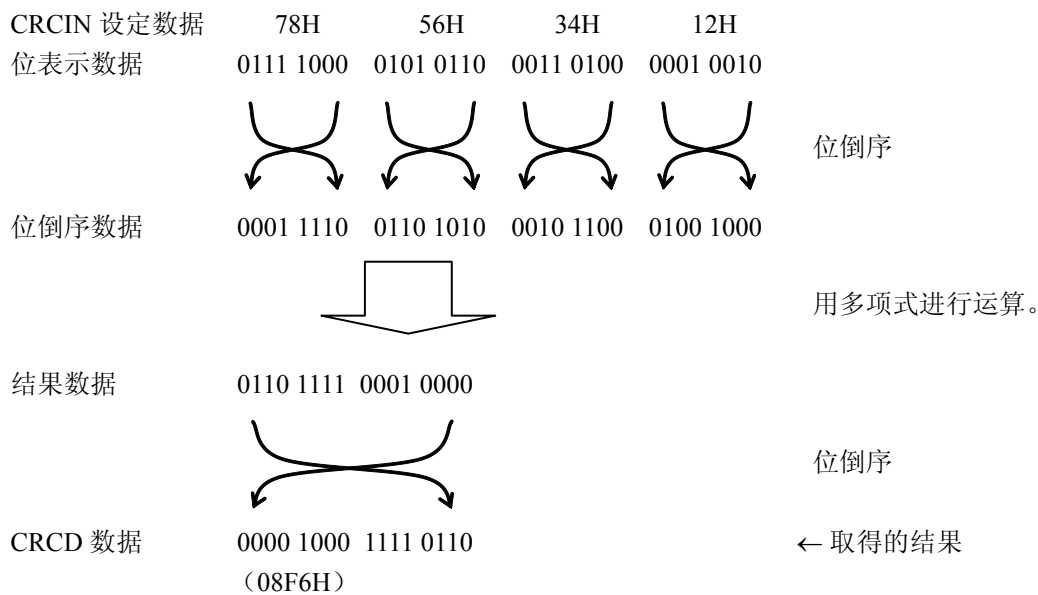 CRCIN 设定数据 78H 56H 34H 12H
位表示数据 0111 1000 0101 0110 0011 0100 0001 0010
位倒序
位倒序数据 0001 1110 0110 1010 0010 1100 0100 1000
用多项式进行运算。
结果数据 0110 1111 0001 0000
位倒序
CRCD 数据 0000 1000 1111 0110 ← 取得的结果
（08F6H）